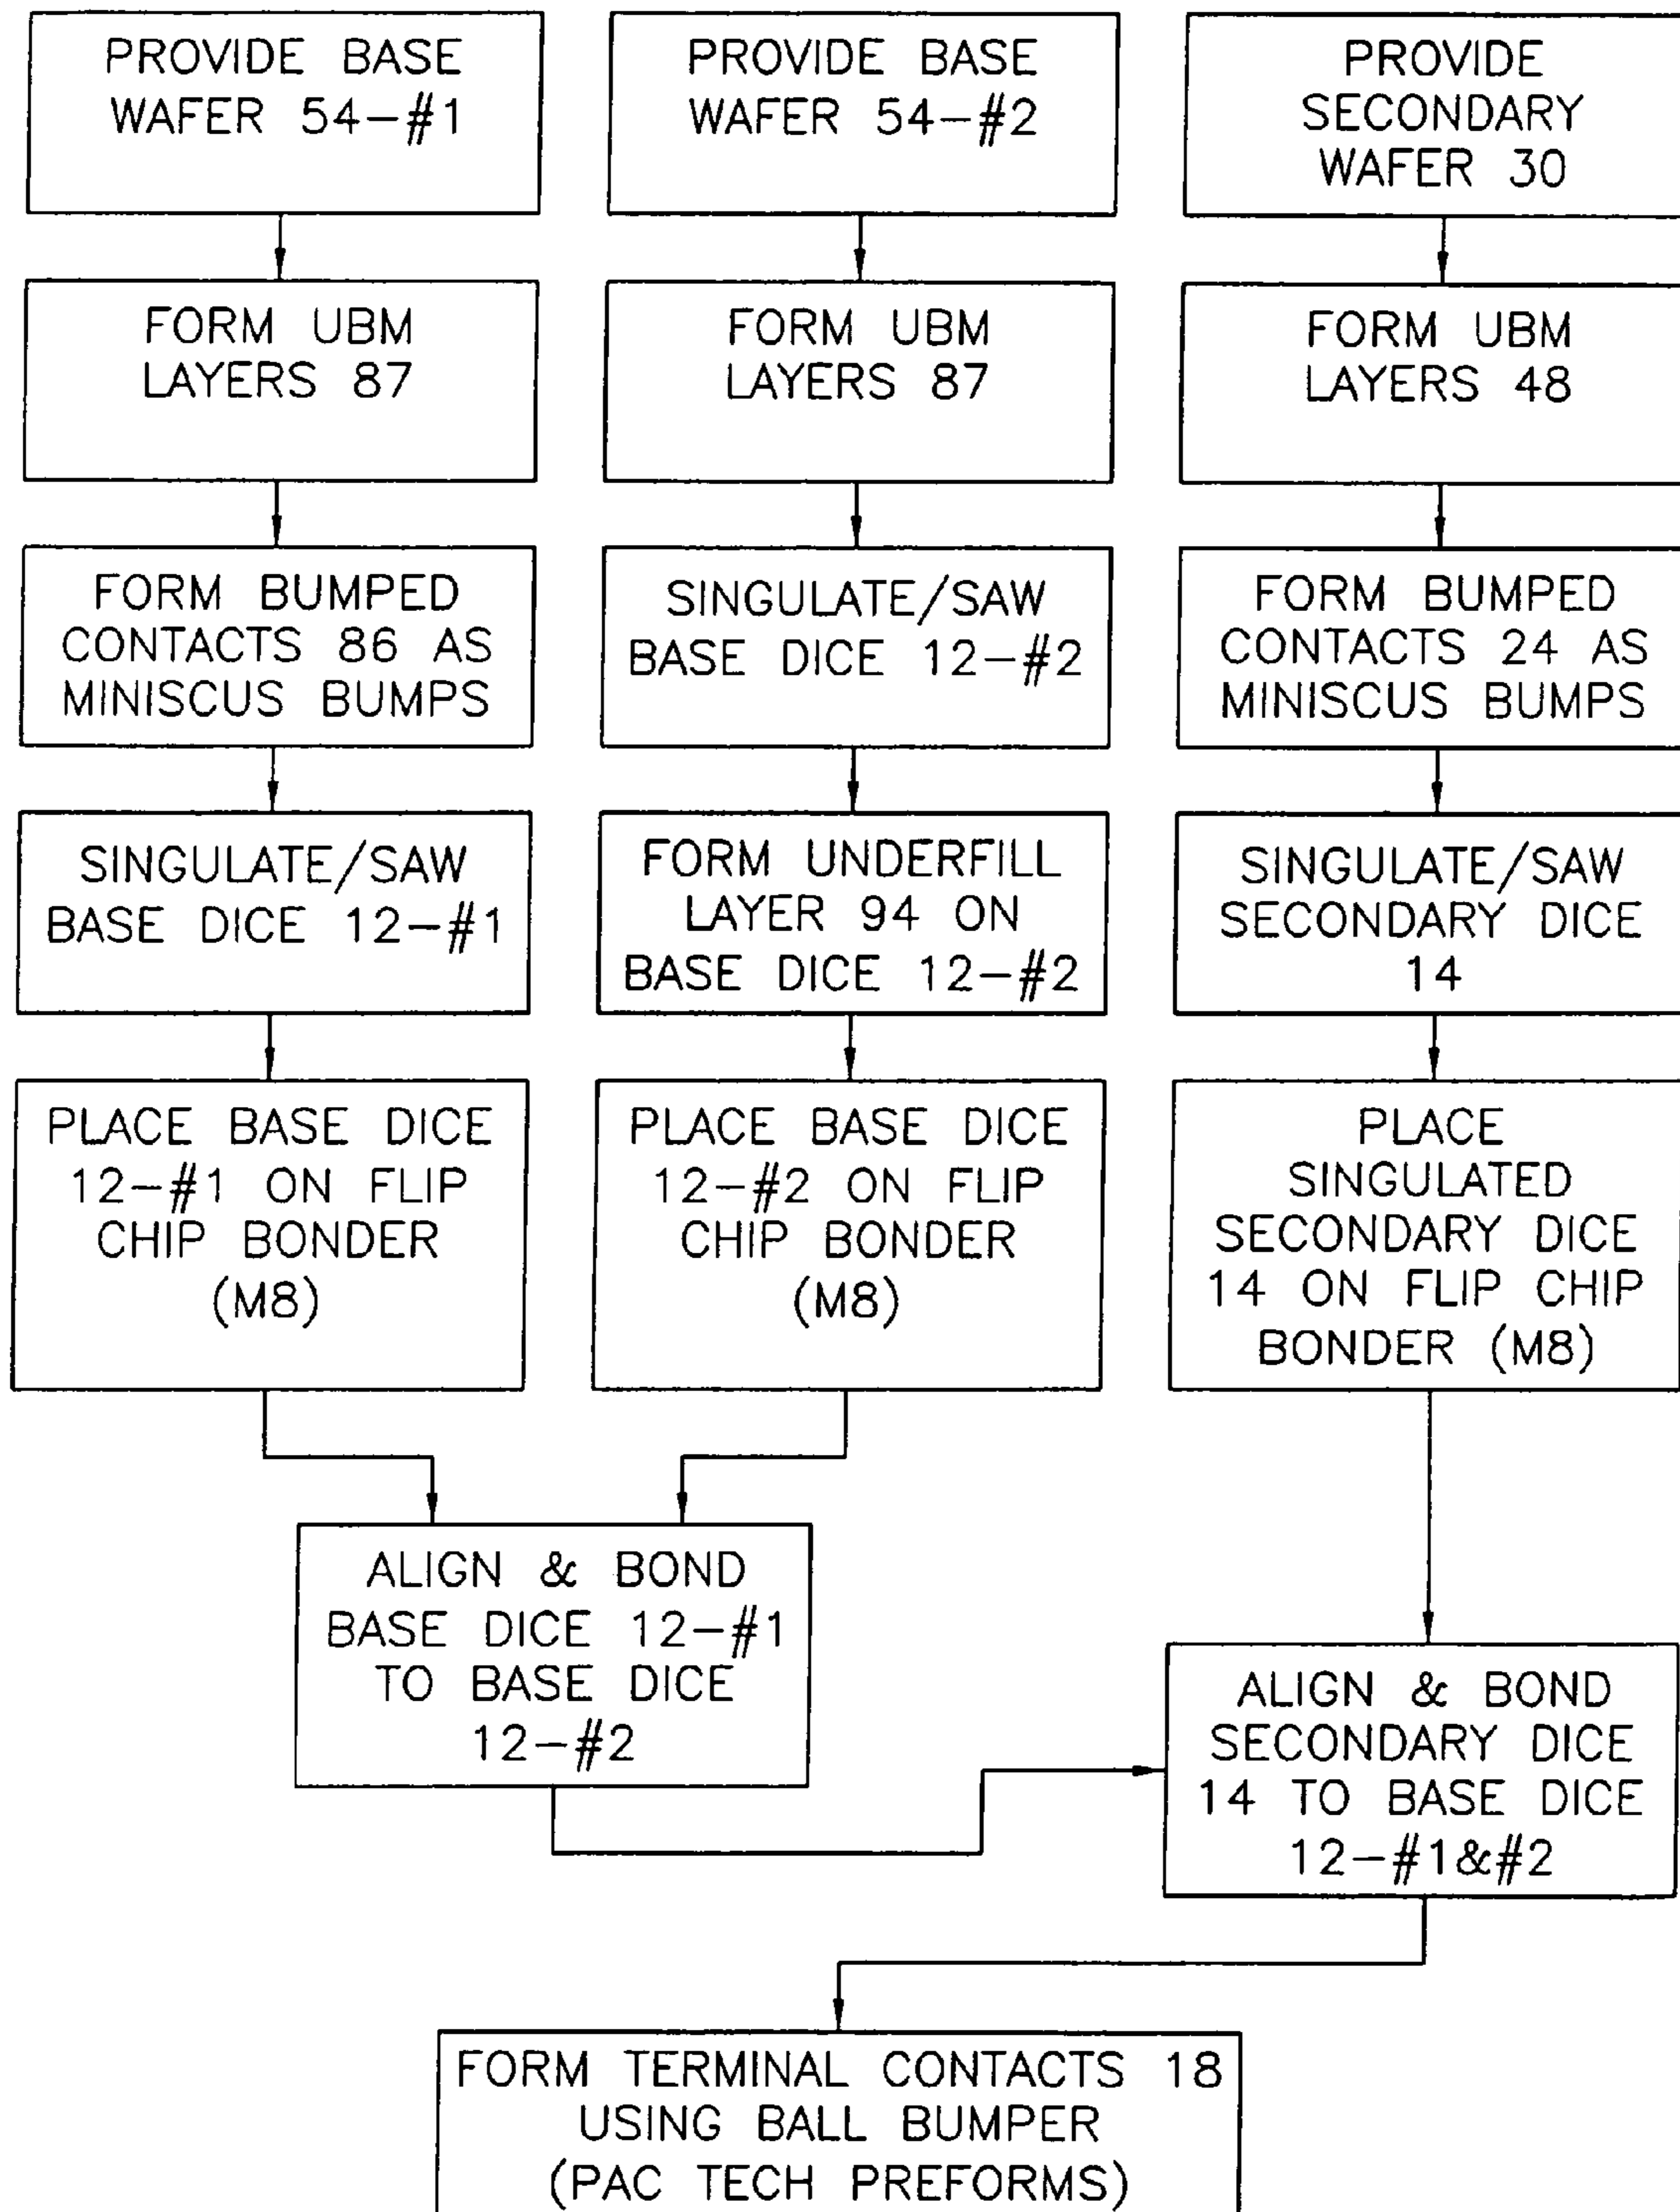 PROVIDE BASE
WAFER 54-#1
PROVIDE BASE
WAFER 54-#2
PROVIDE
SECONDARY
WAFER 30
FORM UBM
LAYERS 87
FORM UBM
LAYERS 87
FORM UBM
LAYERS 48
FORM BUMPED
CONTACTS 86 AS
MINISCUS BUMPS
SINGULATE/SAW
BASE DICE 12-#2
FORM BUMPED
CONTACTS 24 AS
MINISCUS BUMPS
SINGULATE/SAW
BASE DICE 12-#1
FORM UNDERFILL
LAYER 94 ON
BASE DICE 12-#2
SINGULATE/SAW
SECONDARY DICE
14
PLACE BASE DICE
12-#1 ON FLIP
CHIP BONDER
(M8)
PLACE BASE DICE
12-#2 ON FLIP
CHIP BONDER
(M8)
PLACE
SINGULATED
SECONDARY DICE
14 ON FLIP CHIP
BONDER (M8)
ALIGN & BOND
BASE DICE 12-#1
TO BASE DICE
12-#2
ALIGN & BOND
SECONDARY DICE
14 TO BASE DICE
12-#1&#2
FORM TERMINAL CONTACTS 18
USING BALL BUMPER
(PAC TECH PREFORMS)